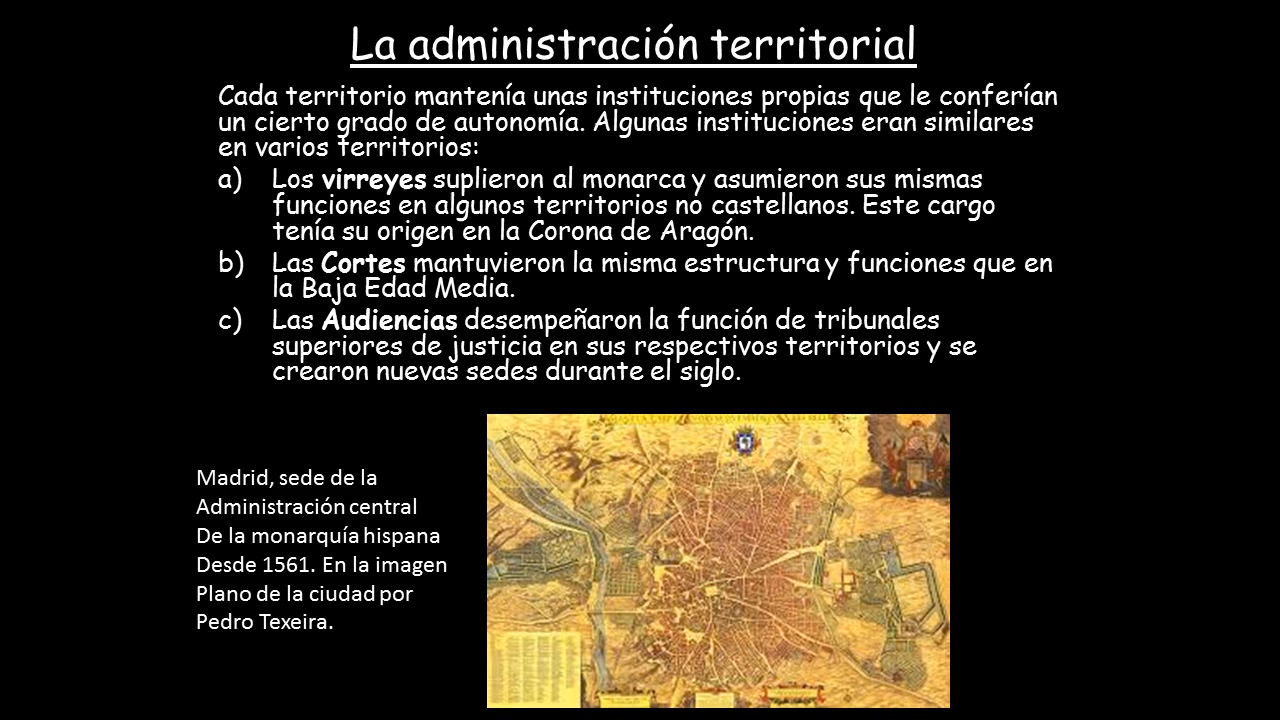 La administración territorial
Cada territorio mantenía unas instituciones propias que le conferían
un cierto grado de autonomía. Algunas instituciones eran similares
en varios territorios:
a) Los virreyes suplieron al monarca y asumieron sus mismas
funciones en algunos territorios no castellanos. Este cargo
tenía su origen en la Corona de Aragón.
b) Las Cortes mantuvieron la misma estructura y funciones que en
la Baja Edad Media.
c) Las Audiencias desempeñaron la función de tribunales
superiores de justicia en sus respectivos territorios y se
crearon nuevas sedes durante el siglo.
Madrid, sede de la
Administración central
De la monarquía hispana
Desde 1561. En la imagen
Plano de la ciudad por
Pedro Texeira.